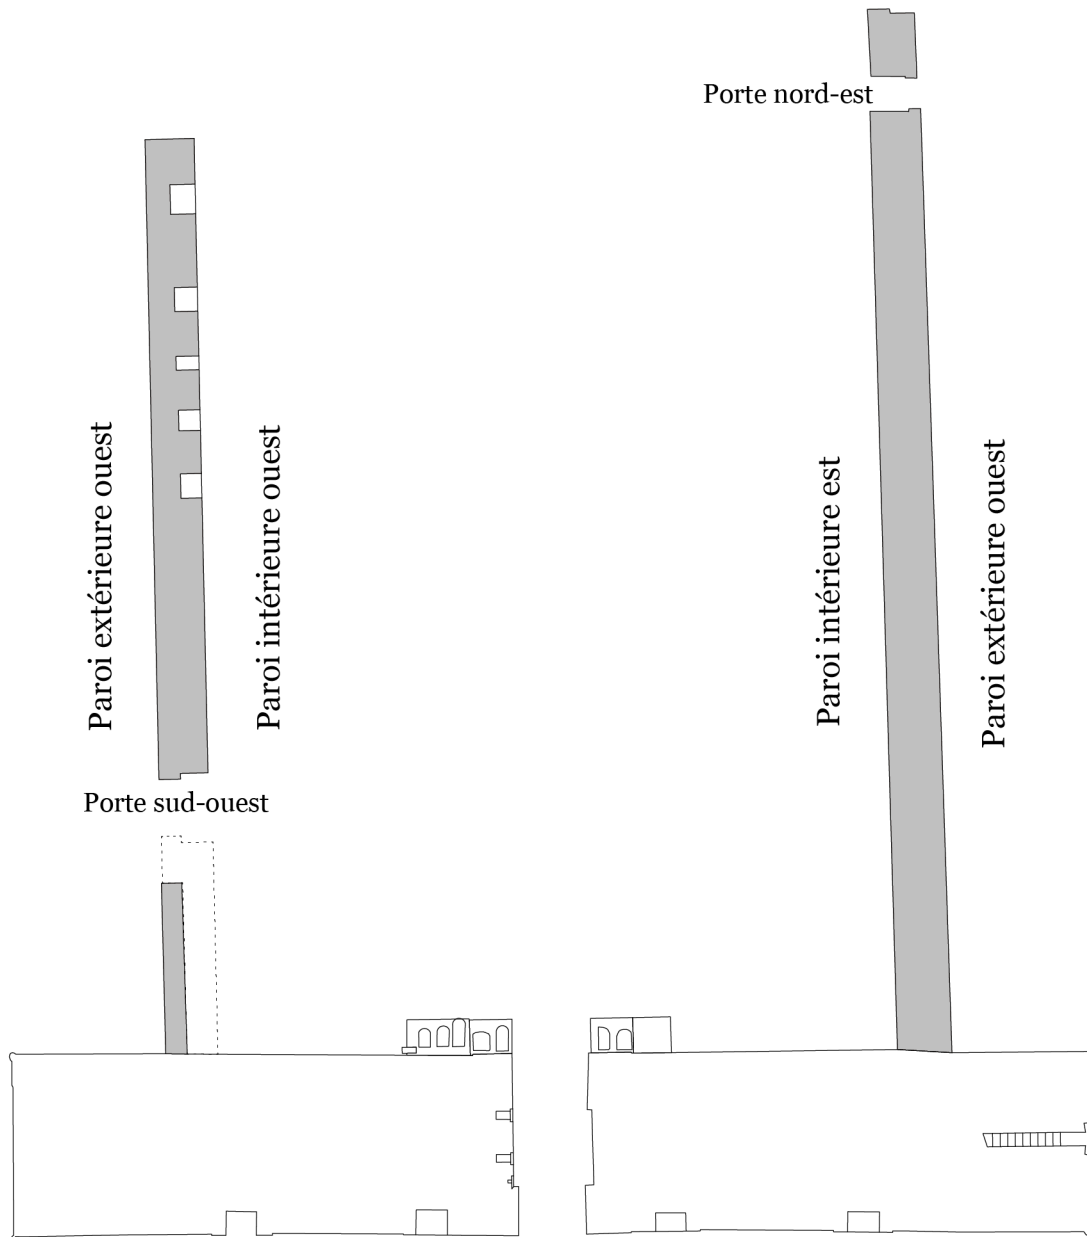 Porte nord-est
Paroi extérieure ouest
Paroi intérieure ouest
Paroi intérieure est
Paroi extérieure ouest
Porte sud-ouest